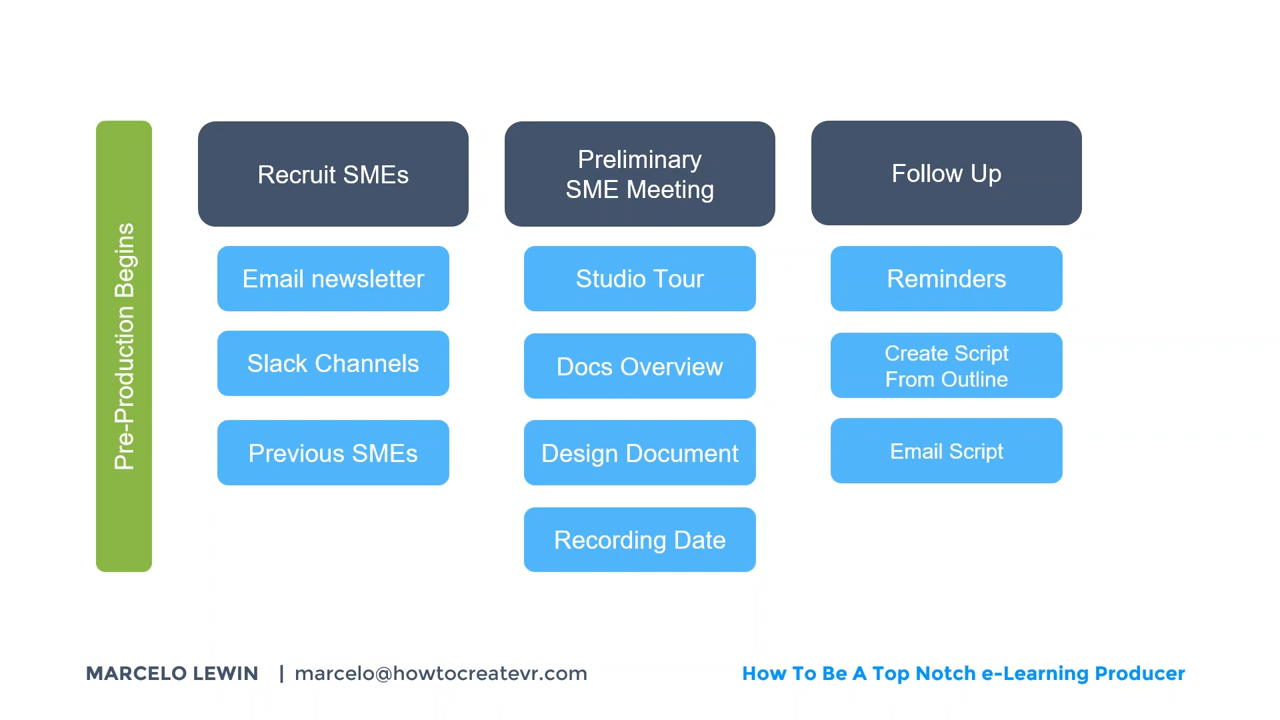 Pre-Production Begins
Recruit SMEs
Email newsletter
Slack Channels
Previous SMEs
Preliminary
SME Meeting
Studio Tour
Docs Overview
Design Document
Recording Date
Follow Up
Reminders
Create Script
From Outline
Email Script
MARCELO LEWIN | marcelo@howtocreatevr.com
How To Be A Top Notch e-Learning Producer